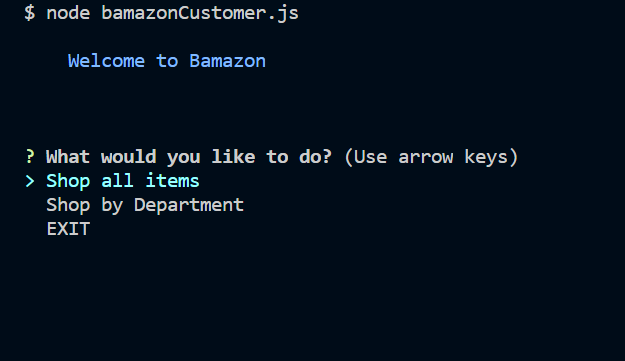 $ node bamazonCustomer.js
Welcome to Bamazon
? What would you like to do? (Use arrow keys)
> Shop all items
Shop by Department
EXIT